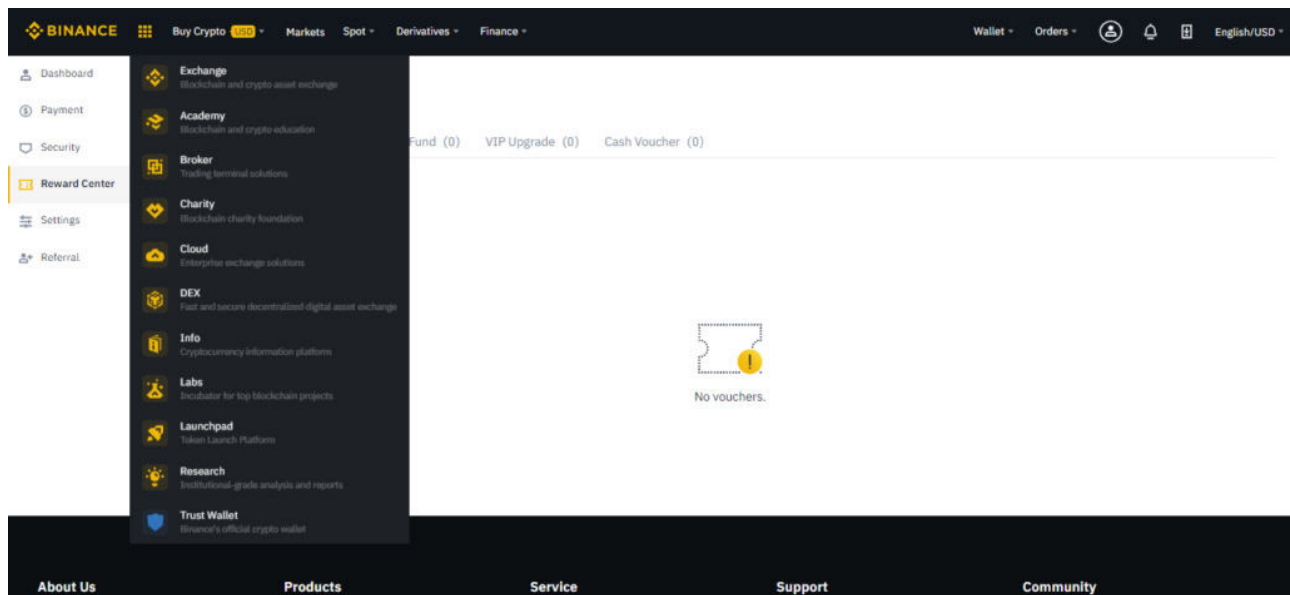 BINANCE
Buy Crypto USD
Markets
Spot
Derivatives
Finance
Wallet
Orders
English/USD
Dashboard
Payment
Security
Reward Center
Settings
Referral
Exchange
Blockchain and crypto asset exchange
Academy
Blockchain and crypto education
Broker
Trading terminal solutions
Charity
Blockchain charity foundation
Cloud
Enterprise exchange solutions
DEX
Fast and secure decentralized digital asset exchange
Info
Cryptocurrency information platform
Labs
Incubator for top blockchain projects
Launchpad
Token Launch Platform
Research
Institutional-grade analysis and reports
Trust Wallet
Binance's official crypto wallet
Fund (0)
VIP Upgrade (0)
Cash Voucher (0)
No vouchers.
About Us
Products
Service
Support
Community